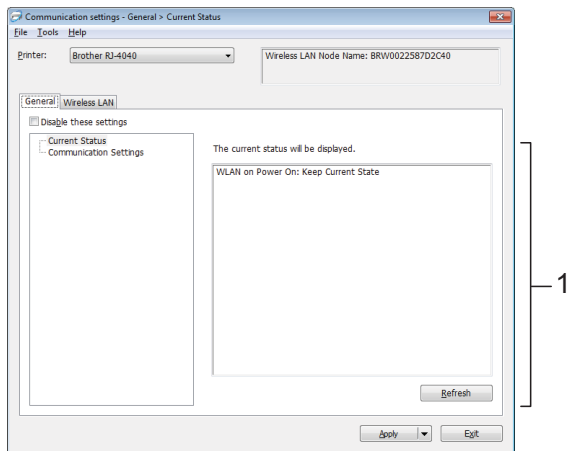 Communication settings - General > Current Status
File Tools Help
Printer: Brother RJ-4040 Wireless LAN Node Name: BRW0022587D2C40
General Wireless LAN
Disable these settings
Current Status
Communication Settings
The current status will be displayed.
WLAN on Power On: Keep Current State
1
Refresh
Apply Exit